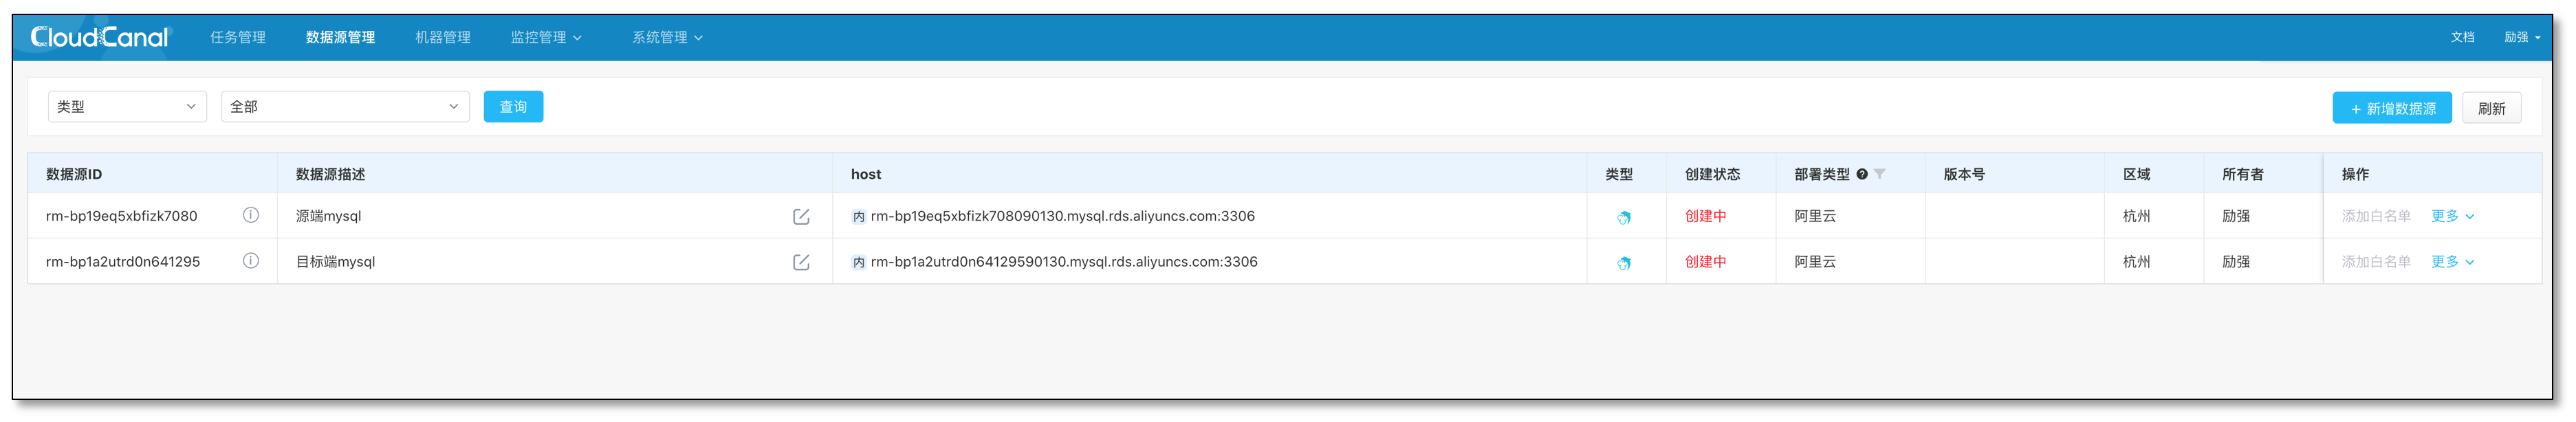 CloudCanal 任务管理 数据源管理 机器管理 监控管理 系统管理 文档 励强
类型 全部 查询 + 新增数据源 刷新
数据源ID 数据源描述 host 类型 创建状态 部署类型 ? 版本号 区域 所有者 操作
rm-bp19eq5xbfizk7080 源端mysql 内 rm-bp19eq5xbfizk708090130.mysql.rds.aliyuncs.com:3306 创建中 阿里云 杭州 励强 添加白名单 更多
rm-bp1a2utrd0n641295 目标端mysql 内 rm-bp1a2utrd0n64129590130.mysql.rds.aliyuncs.com:3306 创建中 阿里云 杭州 励强 添加白名单 更多